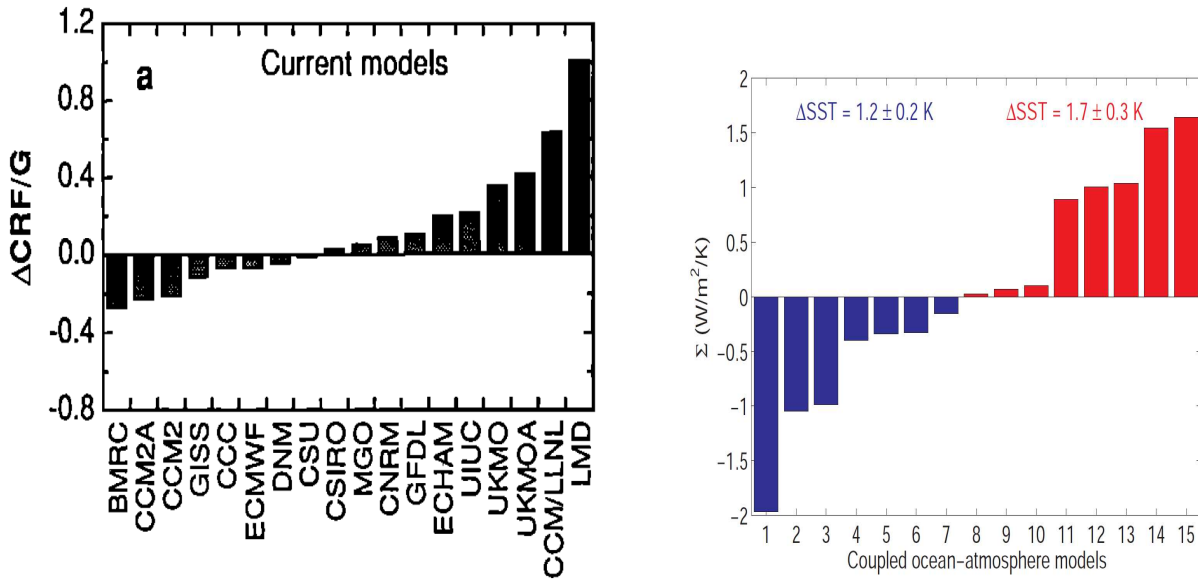 a
Current models
ΔCRF/G
1.2
0.8
0.4
0.0
-0.4
-0.8
BMRC
CCM2A
CCM2
GISS
CCC
ECMWF
DNM
CSU
CSIRO
MGO
CNRM
GFDL
ECHAM
UIUC
UKMO
UKMOA
CCM/LLNL
LMD
ΔSST = 1.2 ± 0.2 K
ΔSST = 1.7 ± 0.3 K
Σ (W/m²/K)
2
1.5
1
0.5
0
−0.5
−1
−1.5
−2
1 2 3 4 5 6 7 8 9 10 11 12 13 14 15
Coupled ocean−atmosphere models